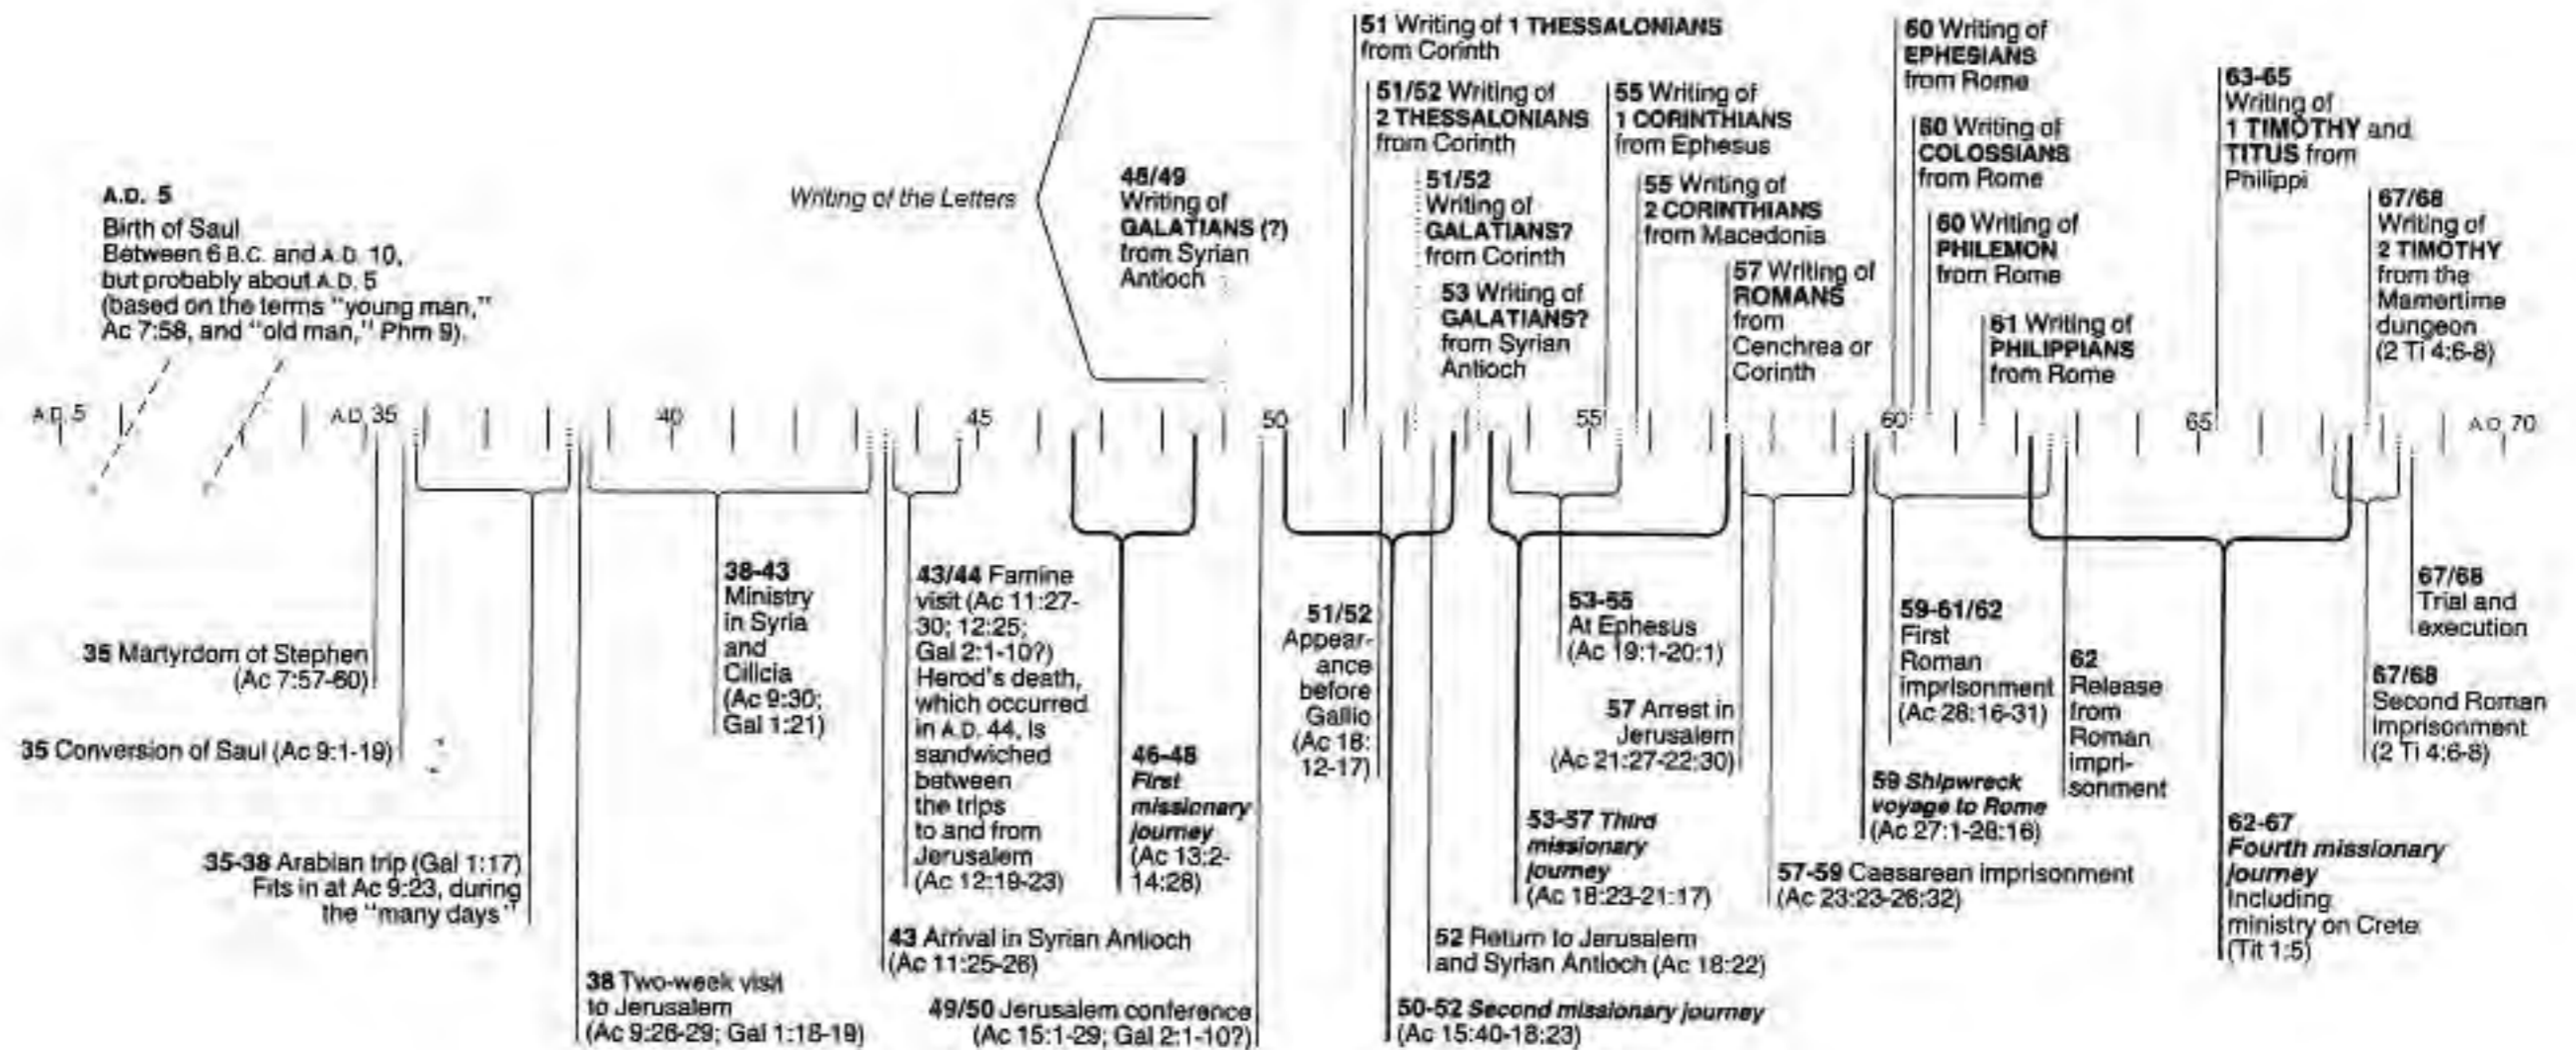 Writing of the Letters
A.D. 5
Birth of Saul
Between 6 B.C. and A.D. 10,
but probably about A.D. 5
(based on the terms "young man,"
Ac 7:58, and "old man," Phm 9).
48/49
Writing of
GALATIANS (?)
from Syrian
Antioch
51 Writing of 1 THESSALONIANS
from Corinth
51/52 Writing of
2 THESSALONIANS
from Corinth
51/52
Writing of
GALATIANS?
from Corinth
53 Writing of
GALATIANS?
from Syrian
Antioch
55 Writing of
1 CORINTHIANS
from Ephesus
55 Writing of
2 CORINTHIANS
from Macedonia
57 Writing of
ROMANS
from
Cenchrea or
Corinth
60 Writing of
EPHESIANS
from Rome
60 Writing of
COLOSSIANS
from Rome
60 Writing of
PHILEMON
from Rome
61 Writing of
PHILIPPIANS
from Rome
63-65
Writing of
1 TIMOTHY and
TITUS from
Philippi
67/68
Writing of
2 TIMOTHY
from the
Mamertime
dungeon
(2 Ti 4:6-8)
A.D. 5 A.D. 35 40 45 50 55 60 65 A.D. 70
35 Martyrdom of Stephen
(Ac 7:57-60)
35 Conversion of Saul (Ac 9:1-19)
35-38 Arabian trip (Gal 1:17)
Fits in at Ac 9:23, during
the "many days"
38 Two-week visit
to Jerusalem
(Ac 9:26-29; Gal 1:18-19)
38-43
Ministry
in Syria
and
Cilicia
(Ac 9:30;
Gal 1:21)
43/44 Famine
visit (Ac 11:27-
30; 12:25;
Gal 2:1-10?)
Herod's death,
which occurred
in A.D. 44, is
sandwiched
between
the trips
to and from
Jerusalem
(Ac 12:19-23)
43 Arrival in Syrian Antioch
(Ac 11:25-26)
46-48
First
missionary
journey
(Ac 13:2-
14:28)
49/50 Jerusalem conference
(Ac 15:1-29; Gal 2:1-10?)
51/52
Appear-
ance
before
Gallio
(Ac 18:
12-17)
50-52 Second missionary journey
(Ac 15:40-18:23)
52 Return to Jerusalem
and Syrian Antioch (Ac 18:22)
53-57 Third
missionary
journey
(Ac 18:23-21:17)
53-55
At Ephesus
(Ac 19:1-20:1)
57 Arrest in
Jerusalem
(Ac 21:27-22:30)
57-59 Caesarean imprisonment
(Ac 23:23-26:32)
59 Shipwreck
voyage to Rome
(Ac 27:1-28:16)
59-61/62
First
Roman
imprisonment
(Ac 28:16-31)
62
Release
from
Roman
impri-
sonment
62-67
Fourth missionary
journey
Including
ministry on Crete
(Tit 1:5)
67/68
Second Roman
Imprisonment
(2 Ti 4:6-8)
67/68
Trial and
execution